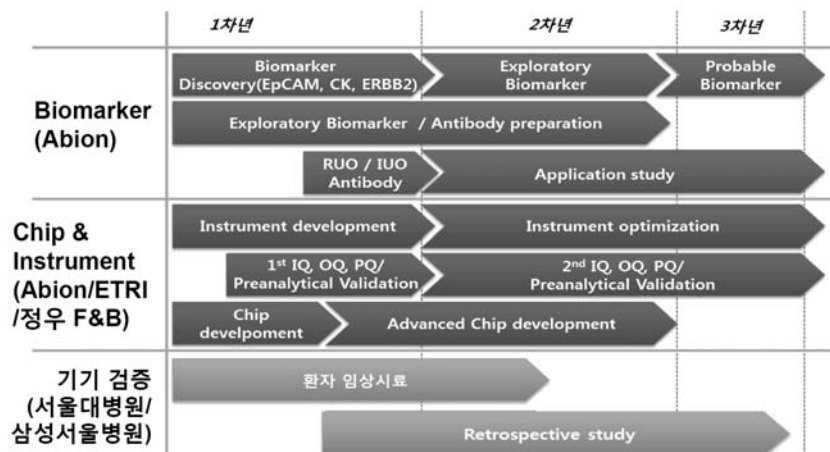 1차년 2차년 3차년
Biomarker
(Abion)
Biomarker
Discovery(EpCAM, CK, ERBB2)
Exploratory
Biomarker
Probable
Biomarker
Exploratory Biomarker / Antibody preparation
RUO / IUO
Antibody
Application study
Chip &
Instrument
(Abion/ETRI
/정우 F&B)
Instrument development
Instrument optimization
1st IQ, OQ, PQ/
Preanalytical Validation
2nd IQ, OQ, PQ/
Preanalytical Validation
Chip
develpoment
Advanced Chip development
기기 검증
(서울대병원/
삼성서울병원)
환자 임상시료
Retrospective study